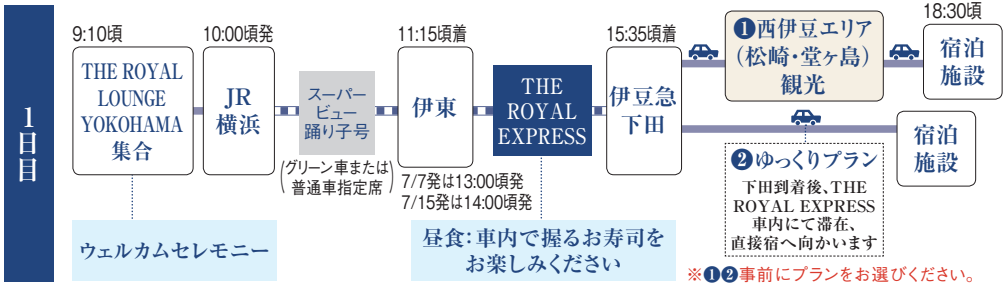 1日目
9:10頃
THE ROYAL
LOUNGE
YOKOHAMA
集合
ウェルカムセレモニー
10:00頃発
JR
横浜
スーパー
ビュー
踊り子号
(グリーン車または
普通車指定席)
11:15頃着
伊東
7/7発は13:00頃発
7/15発は14:00頃発
THE
ROYAL
EXPRESS
昼食:車内で握るお寿司を
お楽しみください
15:35頃着
伊豆急
下田
❶西伊豆エリア
(松崎・堂ヶ島)
観光
18:30頃
宿泊
施設
❷ゆっくりプラン
下田到着後、THE
ROYAL EXPRESS
車内にて滞在、
直接宿へ向かいます
宿泊
施設
※❶❷事前にプランをお選びください。